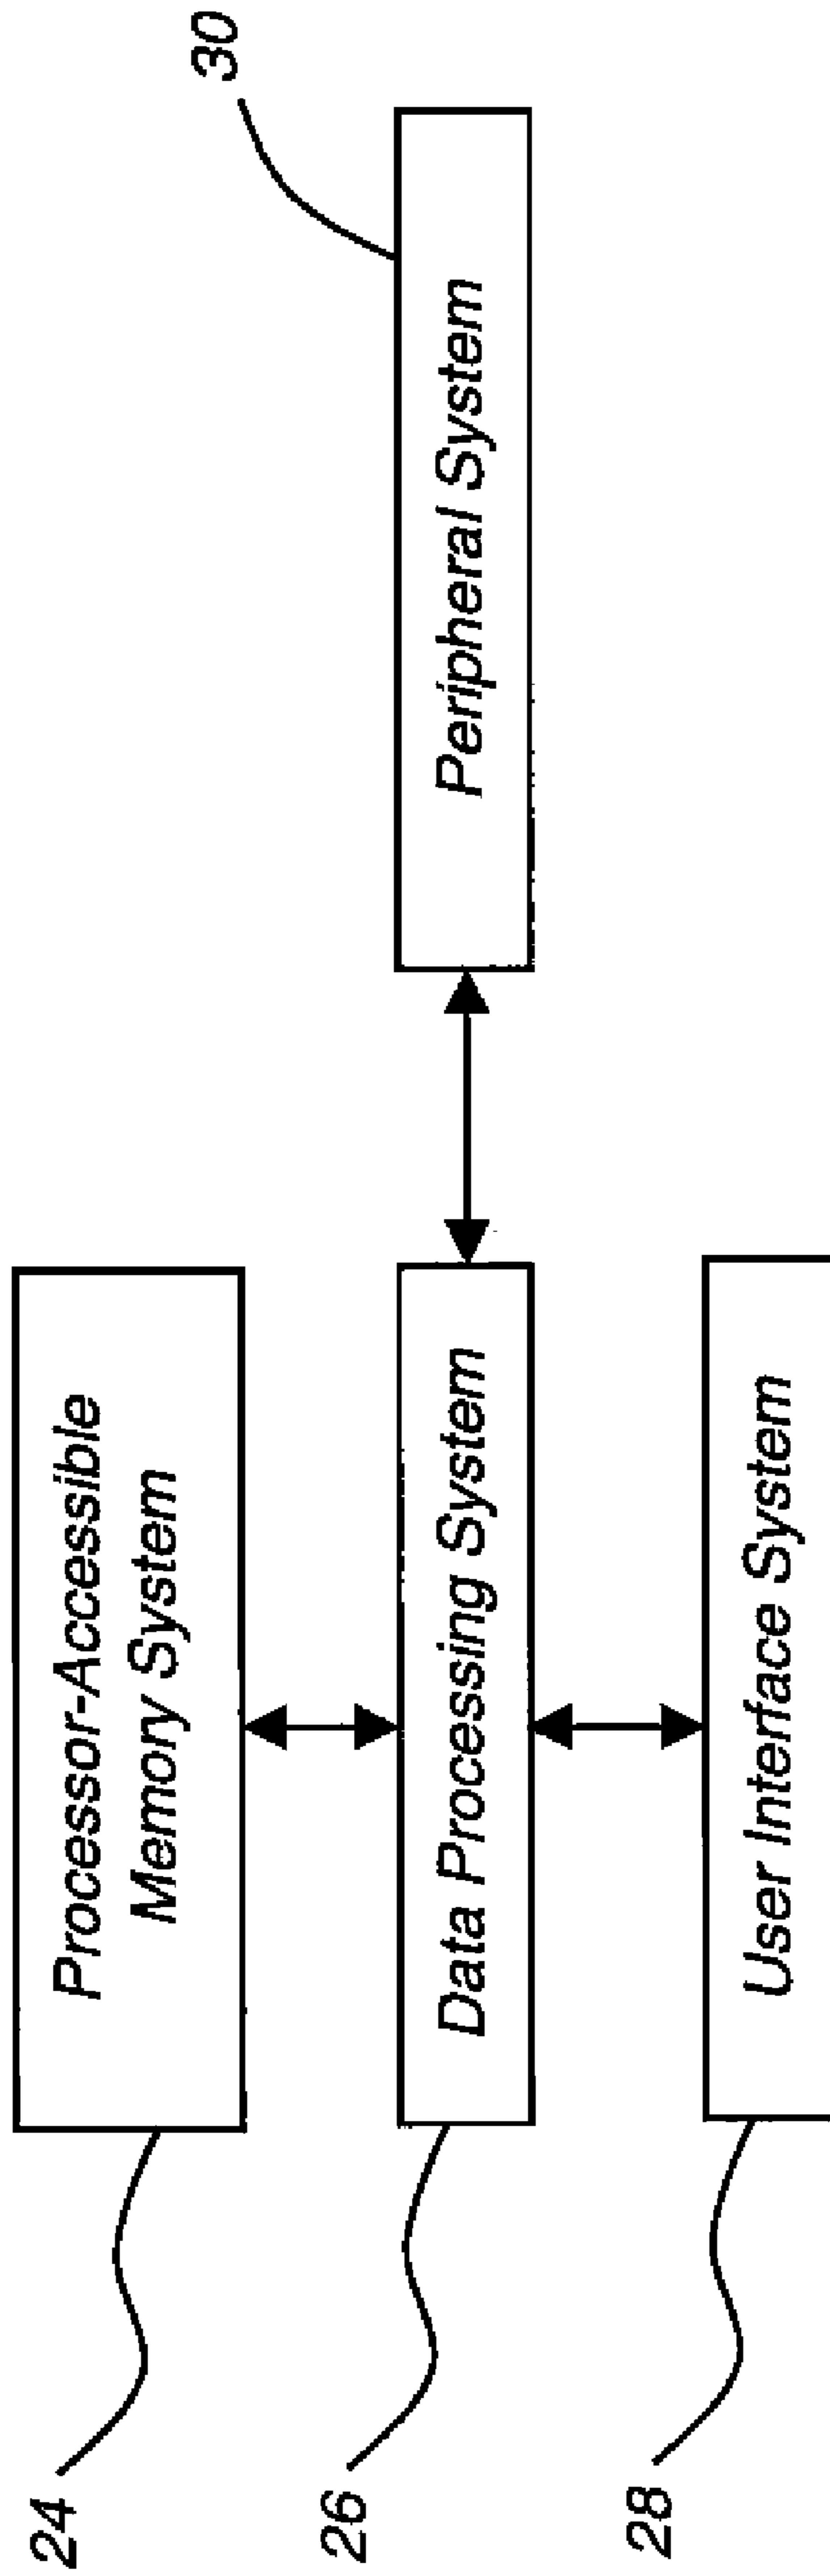 24
Processor-Accessible
Memory System
26
Data Processing System
Peripheral System
30
28
User Interface System